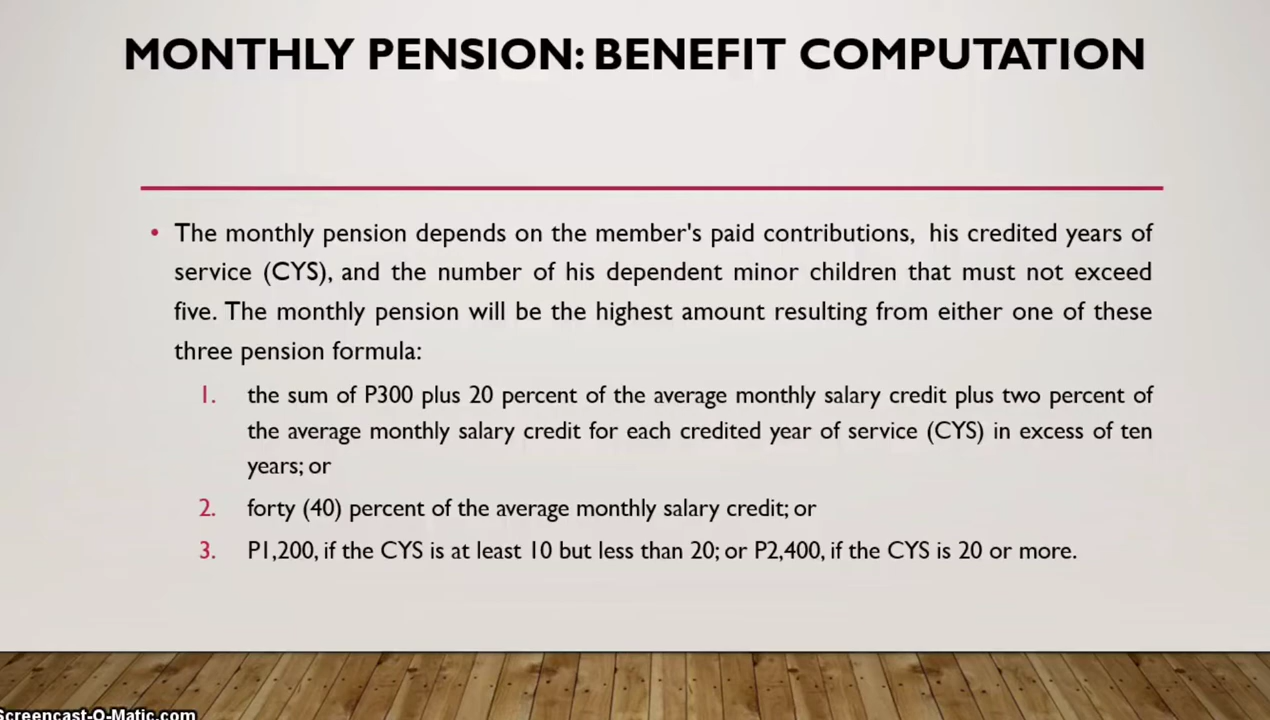 MONTHLY PENSION: BENEFIT COMPUTATION
• The monthly pension depends on the member's paid contributions, his credited years of
service (CYS), and the number of his dependent minor children that must not exceed
five. The monthly pension will be the highest amount resulting from either one of these
three pension formula:
1. the sum of P300 plus 20 percent of the average monthly salary credit plus two percent of
the average monthly salary credit for each credited year of service (CYS) in excess of ten
years; or
2. forty (40) percent of the average monthly salary credit; or
3. P1,200, if the CYS is at least 10 but less than 20; or P2,400, if the CYS is 20 or more.
Screencast-O-Matic.com